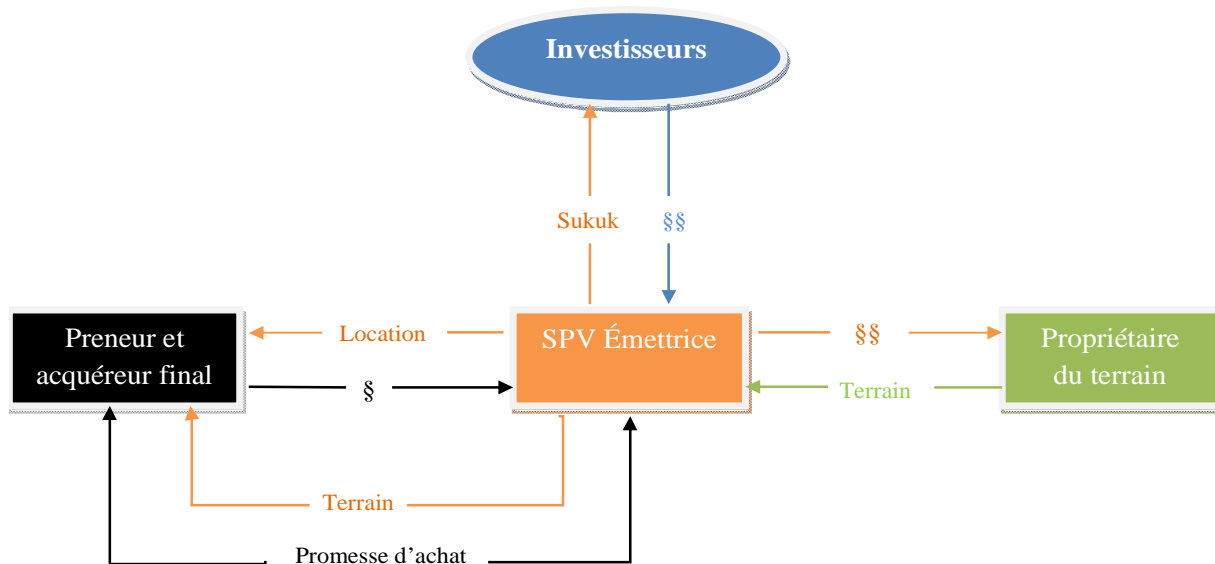 Investisseurs
Sukuk
§§
Preneur et
acquéreur final
Location
§
SPV Émettrice
§§
Terrain
Propriétaire
du terrain
Terrain
Promesse d’achat